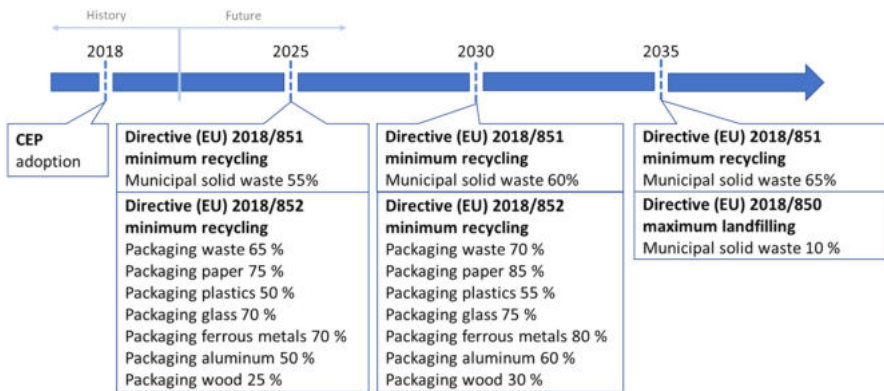 History
Future
2018
2025
2030
2035
CEP
adoption
Directive (EU) 2018/851
minimum recycling
Municipal solid waste 55%
Directive (EU) 2018/852
minimum recycling
Packaging waste 65 %
Packaging paper 75 %
Packaging plastics 50 %
Packaging glass 70 %
Packaging ferrous metals 70 %
Packaging aluminum 50 %
Packaging wood 25 %
Directive (EU) 2018/851
minimum recycling
Municipal solid waste 60%
Directive (EU) 2018/852
minimum recycling
Packaging waste 70 %
Packaging paper 85 %
Packaging plastics 55 %
Packaging glass 75 %
Packaging ferrous metals 80 %
Packaging aluminum 60 %
Packaging wood 30 %
Directive (EU) 2018/851
minimum recycling
Municipal solid waste 65%
Directive (EU) 2018/850
maximum landfilling
Municipal solid waste 10 %